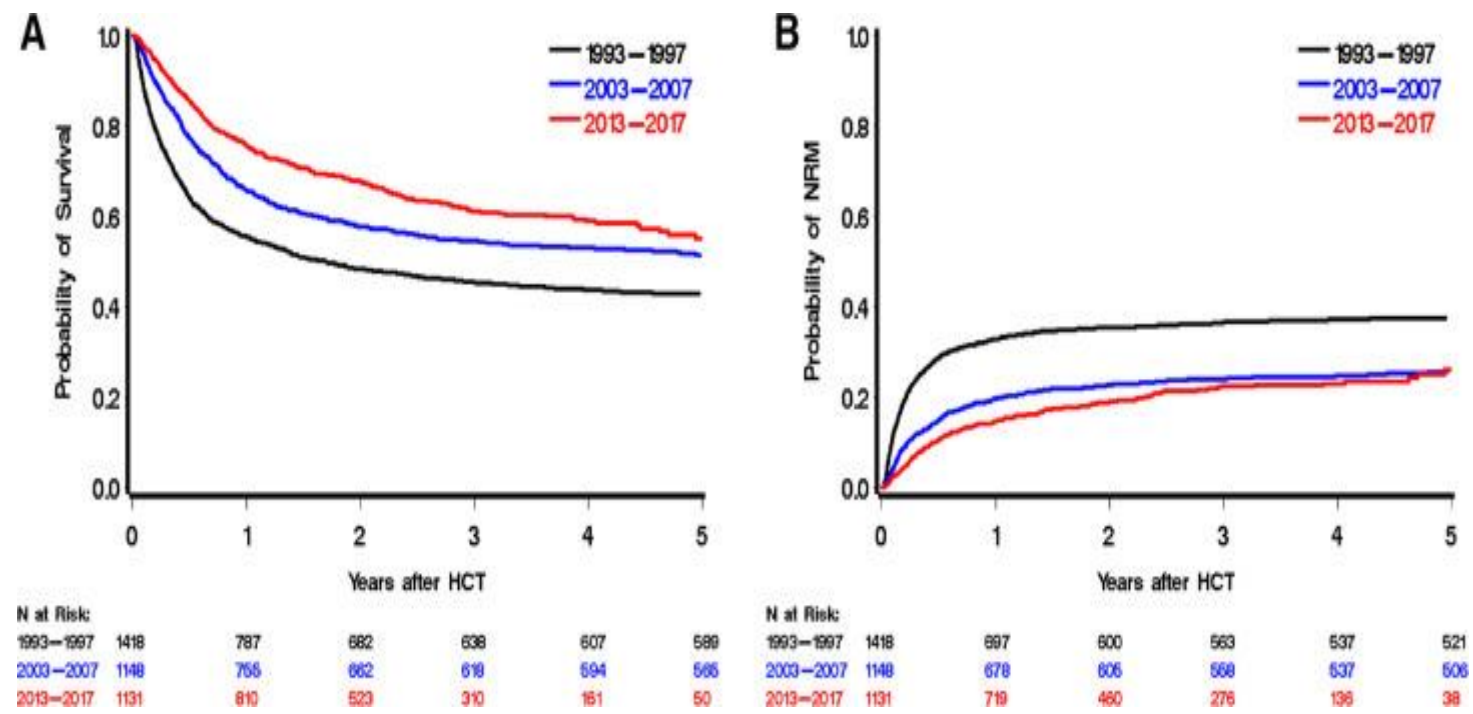 A
B
1993–1997
2003–2007
2013–2017
1993–1997
2003–2007
2013–2017
Probability of Survival
1.0
0.8
0.6
0.4
0.2
0.0
Probability of NRM
1.0
0.8
0.6
0.4
0.2
0.0
0 1 2 3 4 5
0 1 2 3 4 5
Years after HCT
Years after HCT
N at Risk:
1993–1997 1418 787 682 638 607 589
2003–2007 1148 755 662 618 594 565
2013–2017 1131 810 523 310 161 50
N at Risk:
1993–1997 1418 697 600 563 537 521
2003–2007 1148 678 605 568 537 506
2013–2017 1131 719 460 276 136 38